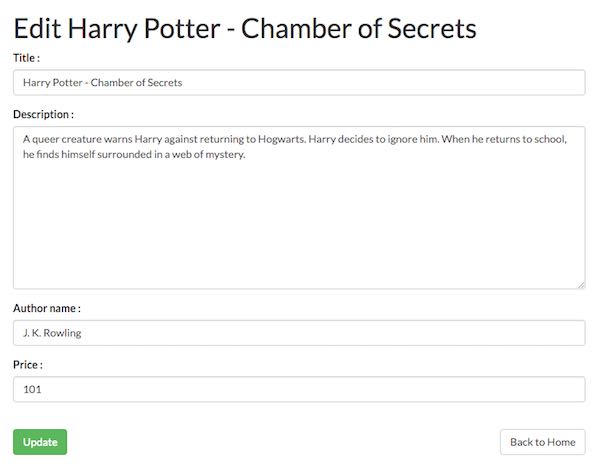 Edit Harry Potter - Chamber of Secrets
Title :
Harry Potter - Chamber of Secrets
Description :
A queer creature warns Harry against returning to Hogwarts. Harry decides to ignore him. When he returns to school,
he finds himself surrounded in a web of mystery.
Author name :
J. K. Rowling
Price :
101
Update
Back to Home